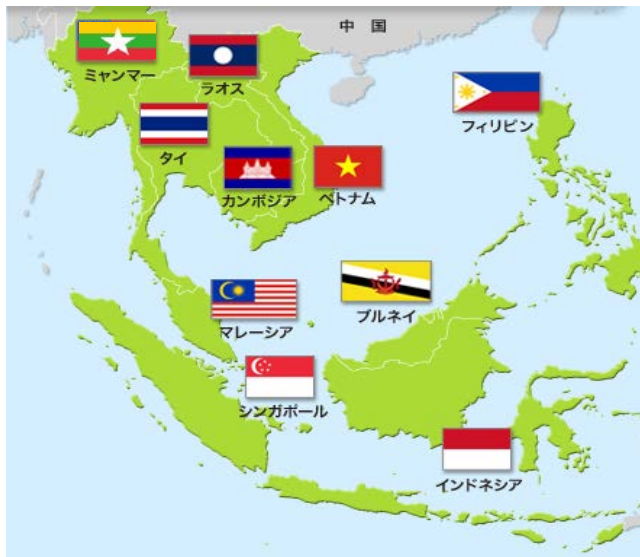 中 国
ミャンマー
ラオス
フィリピン
タイ
カンボジア
ベトナム
マレーシア
ブルネイ
シンガポール
インドネシア